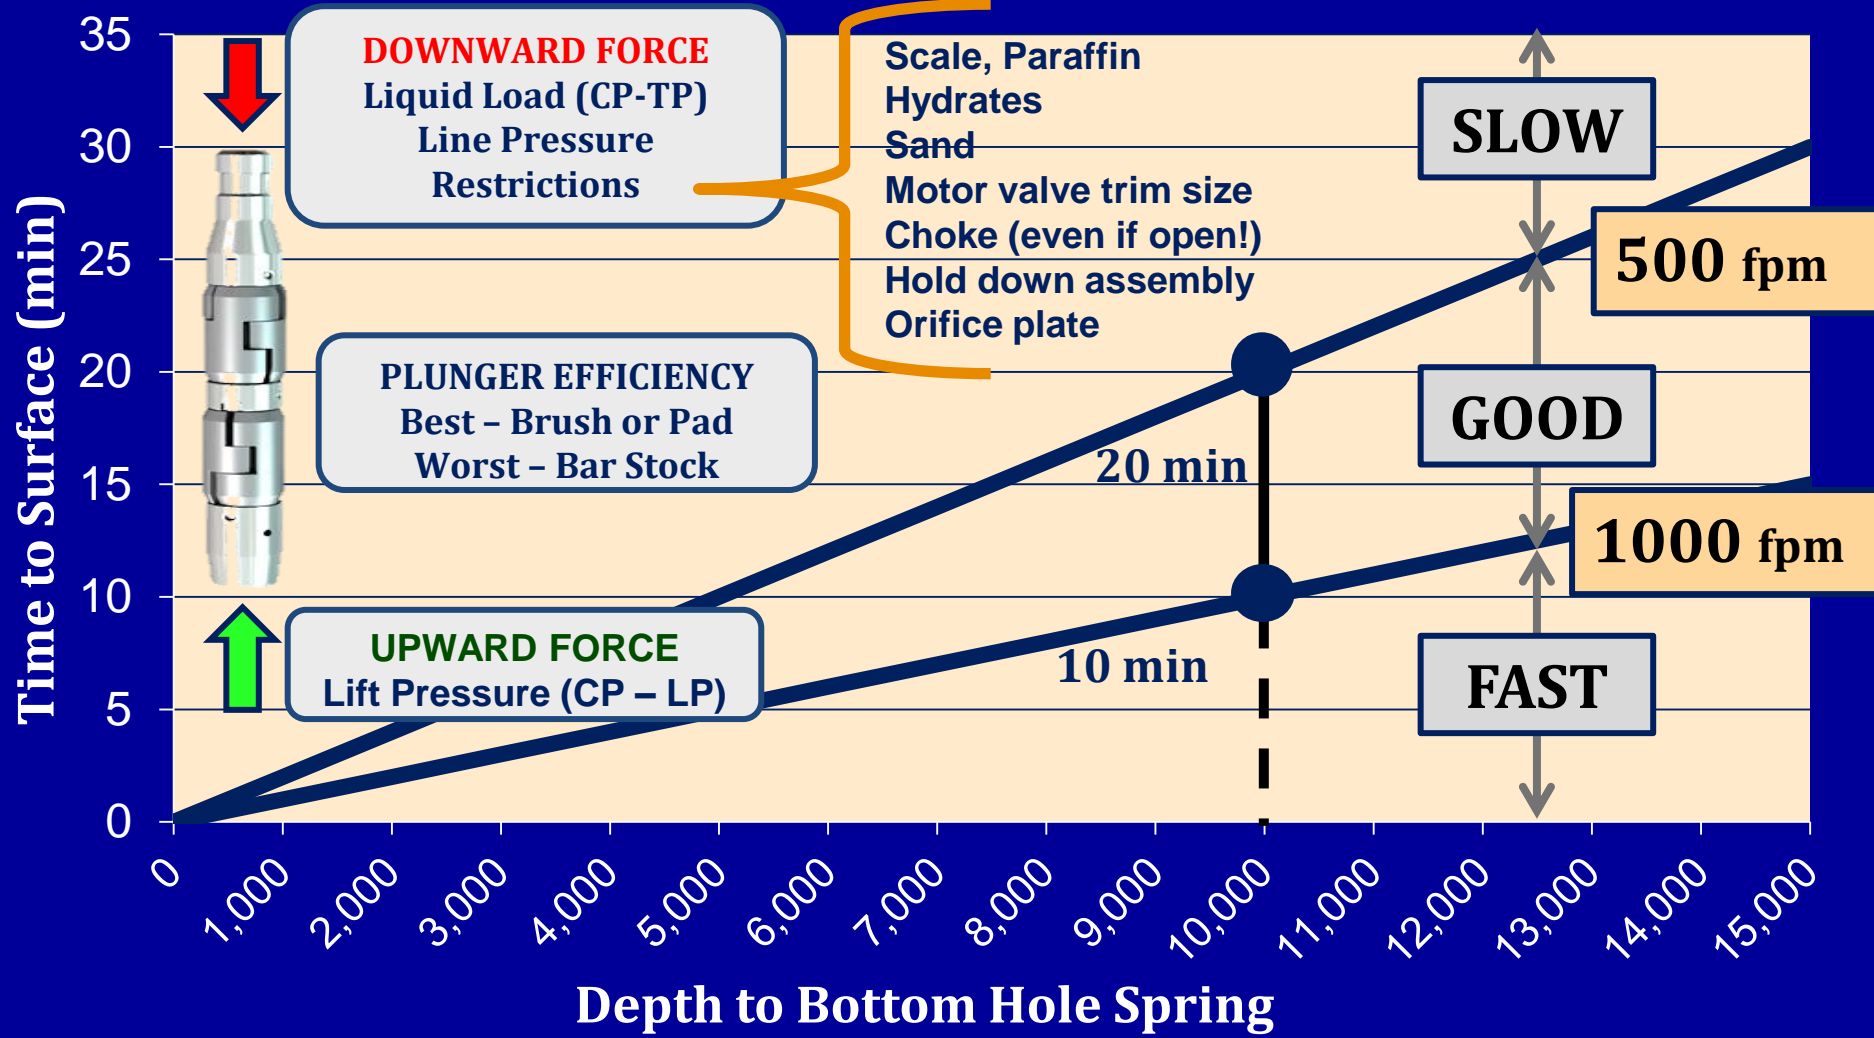 35
30
25
20
15
10
5
0
Time to Surface (min)
DOWNWARD FORCE
Liquid Load (CP-TP)
Line Pressure
Restrictions
Scale, Paraffin
Hydrates
Sand
Motor valve trim size
Choke (even if open!)
Hold down assembly
Orifice plate
PLUNGER EFFICIENCY
Best – Brush or Pad
Worst – Bar Stock
UPWARD FORCE
Lift Pressure (CP – LP)
20 min
10 min
SLOW
GOOD
FAST
500 fpm
1000 fpm
0
1,000
2,000
3,000
4,000
5,000
6,000
7,000
8,000
9,000
10,000
11,000
12,000
13,000
14,000
15,000
Depth to Bottom Hole Spring